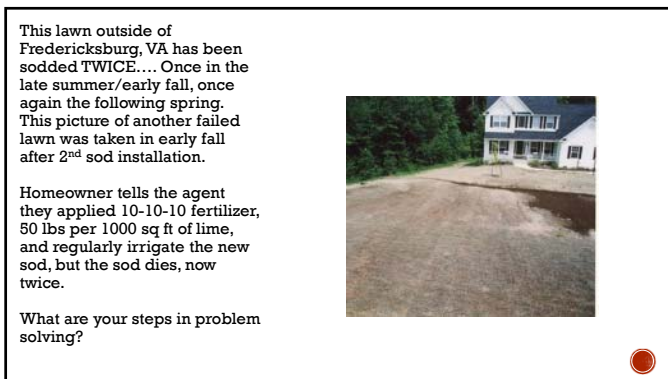 This lawn outside of
Fredericksburg, VA has been
sodded TWICE…. Once in the
late summer/early fall, once
again the following spring.
This picture of another failed
lawn was taken in early fall
after 2nd sod installation.
Homeowner tells the agent
they applied 10-10-10 fertilizer,
50 lbs per 1000 sq ft of lime,
and regularly irrigate the new
sod, but the sod dies, now
twice.
What are your steps in problem
solving?